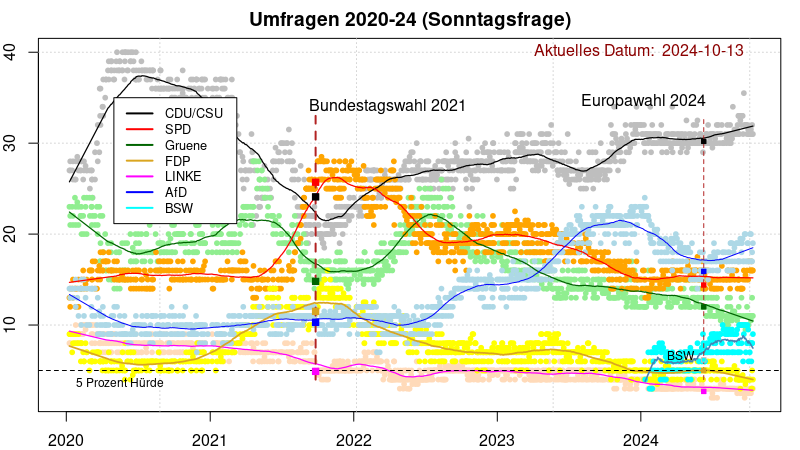 Umfragen 2020-24 (Sonntagsfrage)
Aktuelles Datum: 2024-10-13
Bundestagswahl 2021
Europawahl 2024
CDU/CSU
SPD
Gruene
FDP
LINKE
AfD
BSW
40
30
20
10
BSW
5 Prozent Hürde
2020
2021
2022
2023
2024